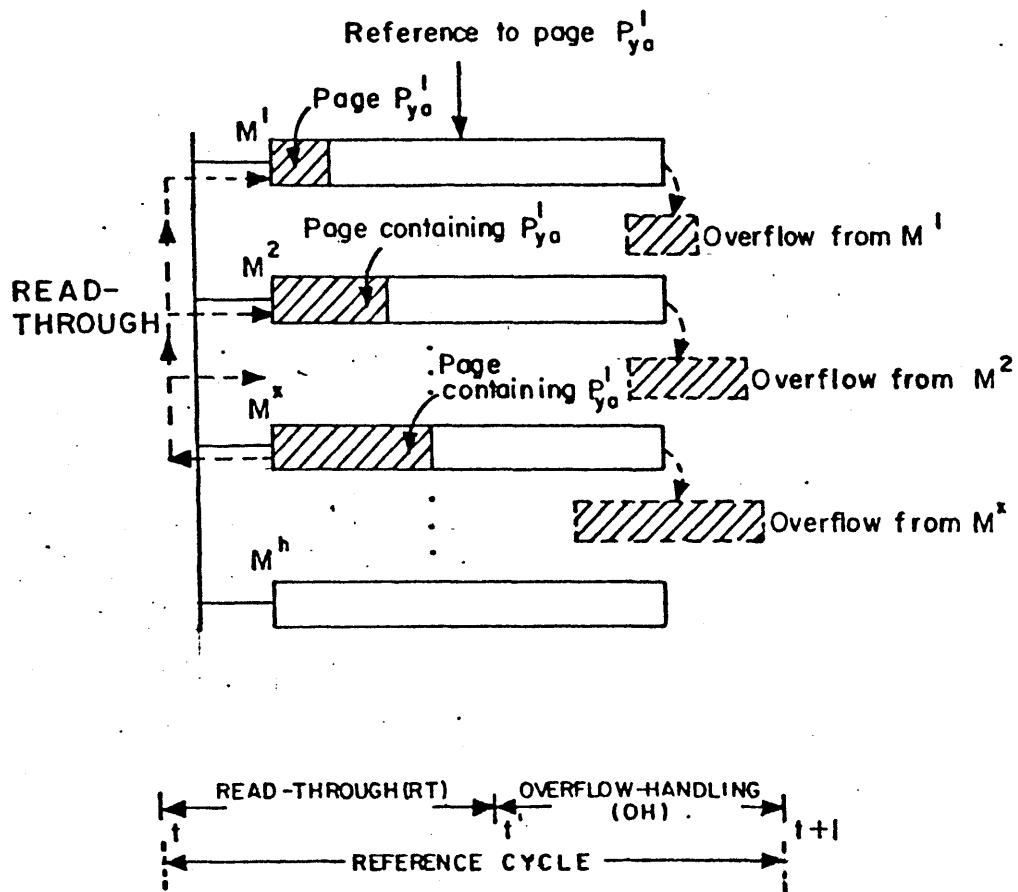 Reference to page P¹ya
Page P¹ya
M¹
Overflow from M¹
Page containing P¹ya
M²
READ-
THROUGH
Overflow from M²
Page
containing P¹ya
Mˣ
Overflow from Mˣ
Mʰ
READ-THROUGH(RT)
OVERFLOW-HANDLING
(OH)
t
t'
t+1
REFERENCE CYCLE